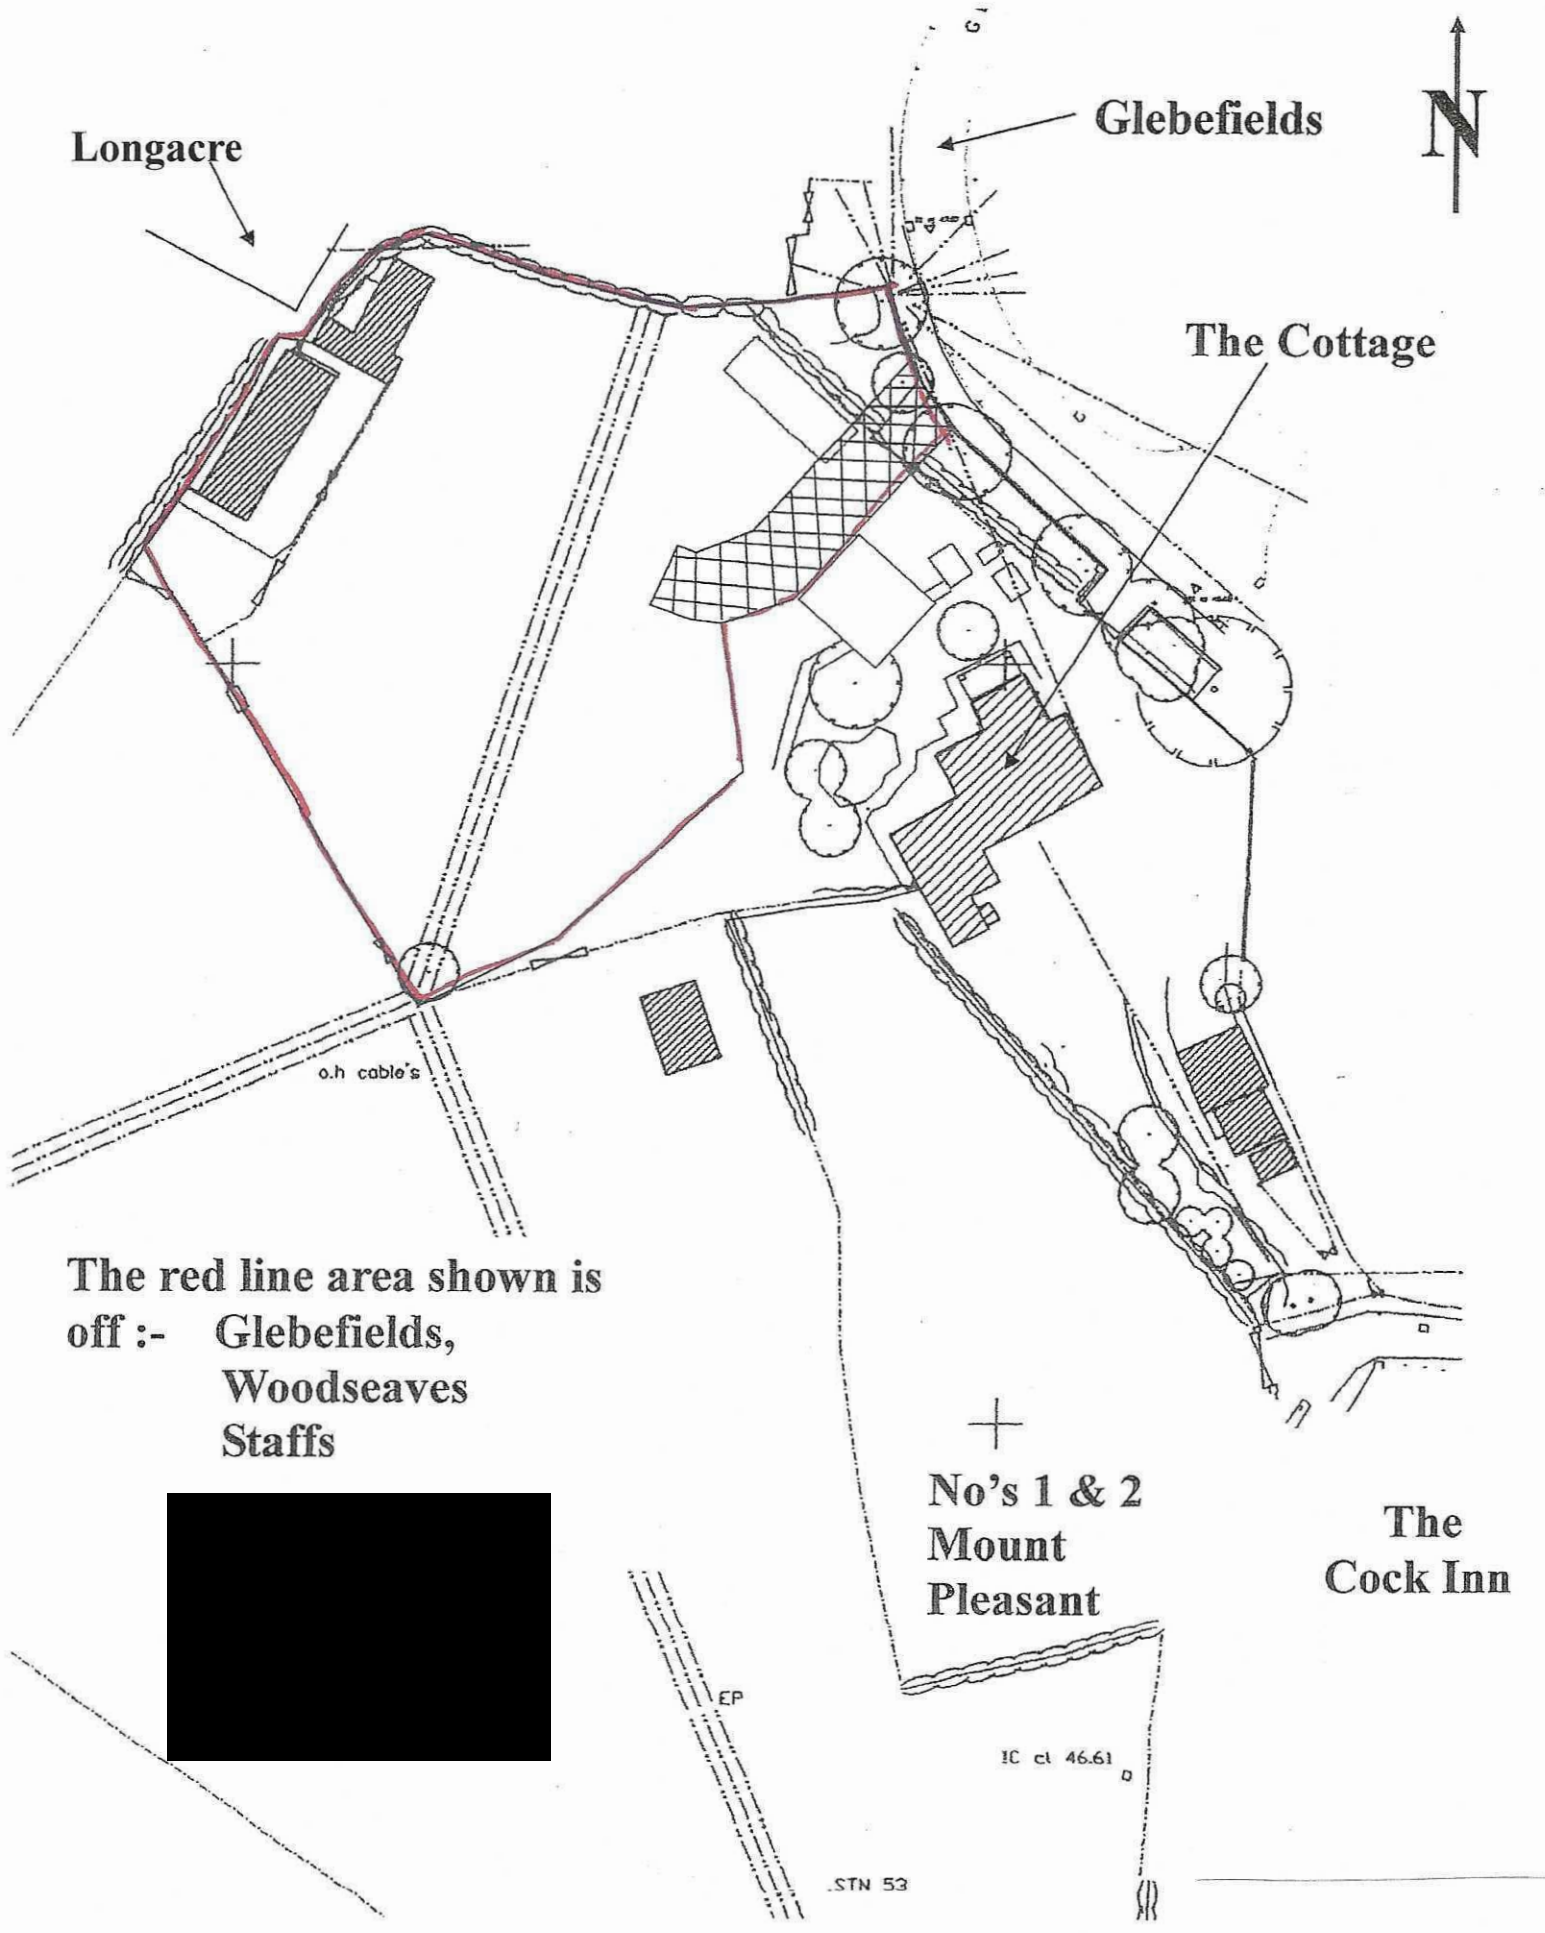 G
N
Glebefields
Longacre
The Cottage
o.h cable's
The red line area shown is
off :- Glebefields,
Woodseaves
Staffs
No's 1 & 2
Mount
Pleasant
The
Cock Inn
EP
IC cl 46.61
STN 53